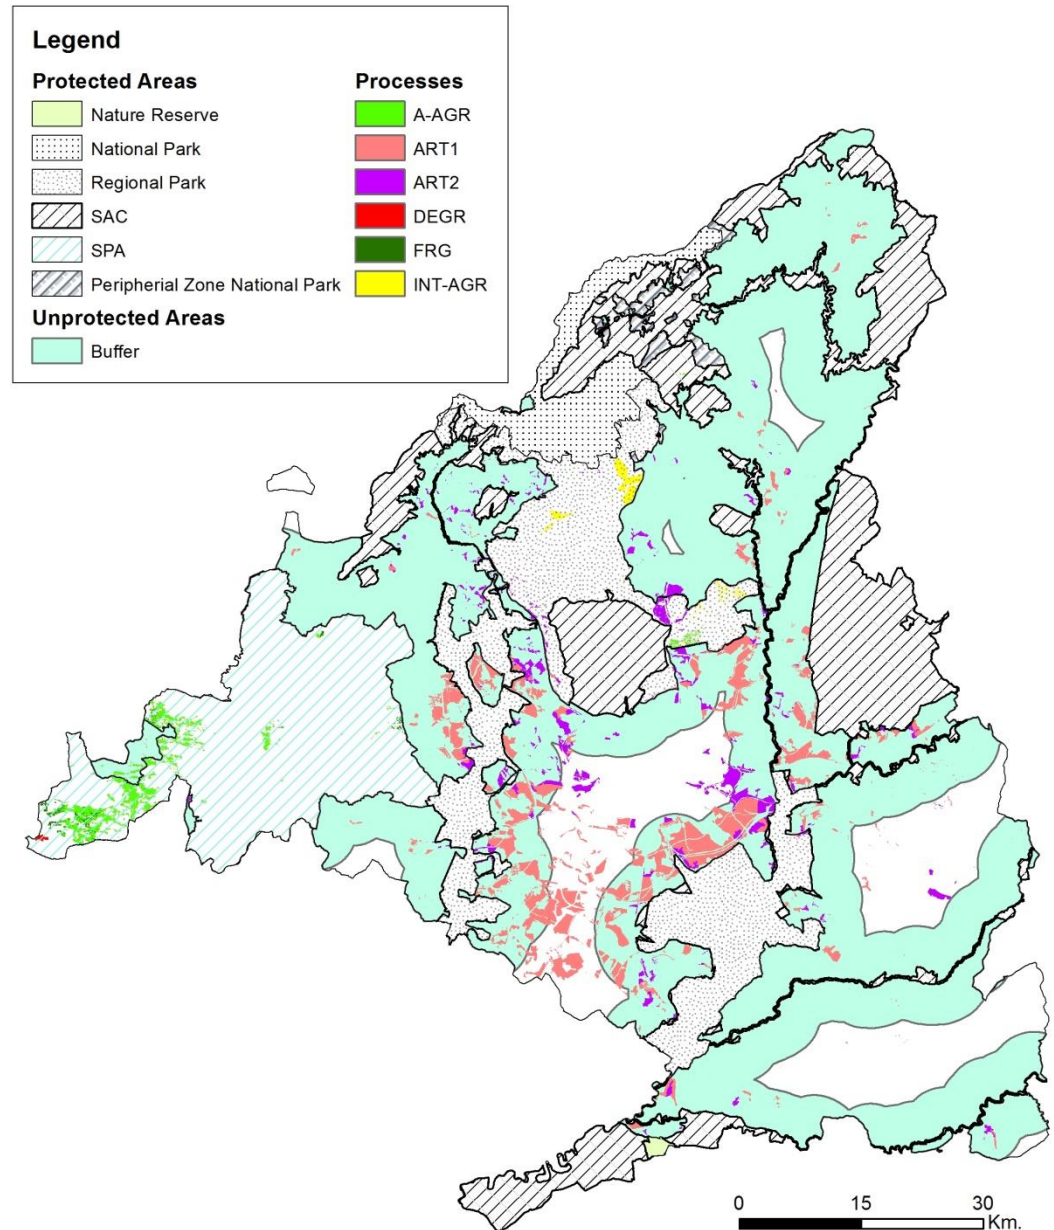 Legend
Protected Areas
Nature Reserve
National Park
Regional Park
SAC
SPA
Peripherial Zone National Park
Unprotected Areas
Buffer
Processes
A-AGR
ART1
ART2
DEGR
FRG
INT-AGR
0 15 30
Km.